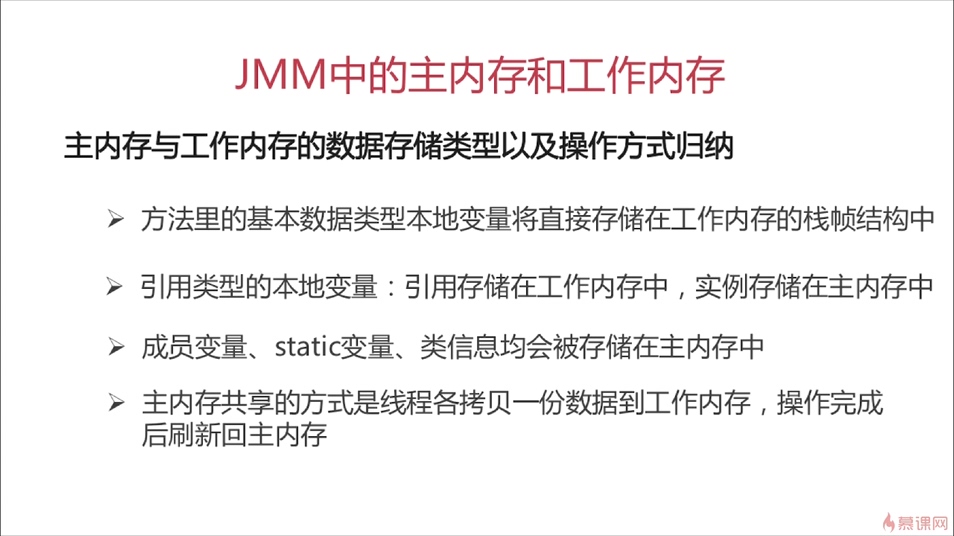 JMM中的主内存和工作内存
主内存与工作内存的数据存储类型以及操作方式归纳
方法里的基本数据类型本地变量将直接存储在工作内存的栈帧结构中
引用类型的本地变量：引用存储在工作内存中，实例存储在主内存中
成员变量、static变量、类信息均会被存储在主内存中
主内存共享的方式是线程各拷贝一份数据到工作内存，操作完成
后刷新回主内存
慕课网